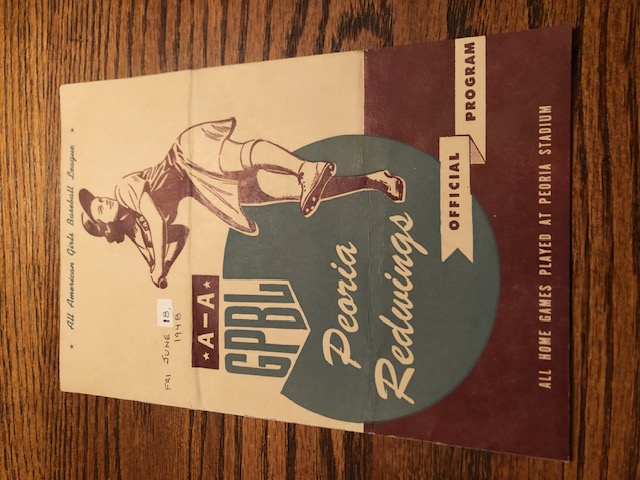 ★ All American Girls Baseball League ★
FRI JUNE 18,
1948
★A-A★
GPBL
Peoria
Redwings
OFFICIAL
PROGRAM
ALL HOME GAMES PLAYED AT PEORIA STADIUM